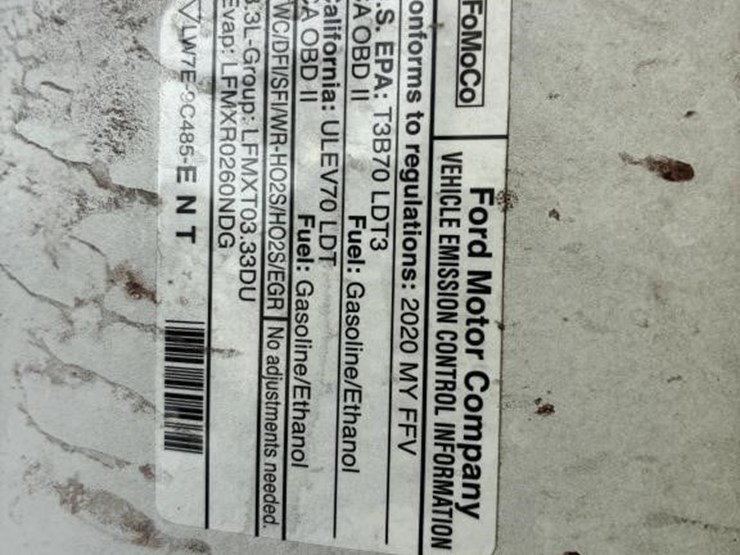 FoMoCo
Ford Motor Company
VEHICLE EMISSION CONTROL INFORMATION
onforms to regulations: 2020 MY FFV
.S. EPA: T3B70 LDT3
A OBD II Fuel: Gasoline/Ethanol
alifornia: ULEV70 LDT
A OBD II Fuel: Gasoline/Ethanol
WC/DFI/SFI/WR-HO2S/HO2S/EGR No adjustments needed.
.3L-Group: LFMXT03.33DU
Evap: LFMXR0260NDG
LW7E-9C485-E N T